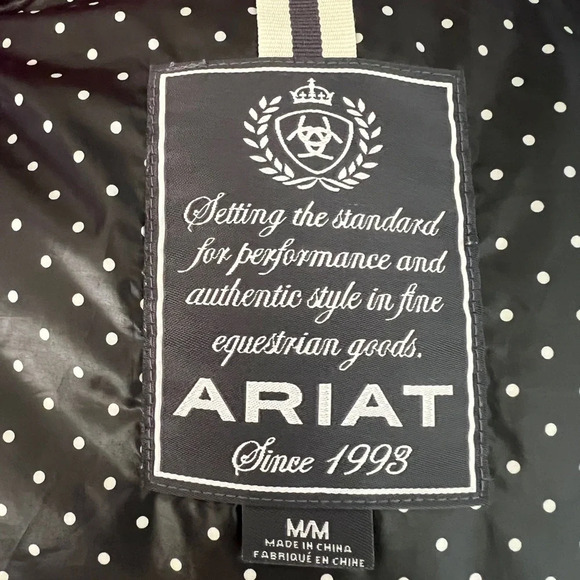 Setting the standard
for performance and
authentic style in fine
equestrian goods.
ARIAT
Since 1993
M/M
MADE IN CHINA
FABRIQUÉ EN CHINE